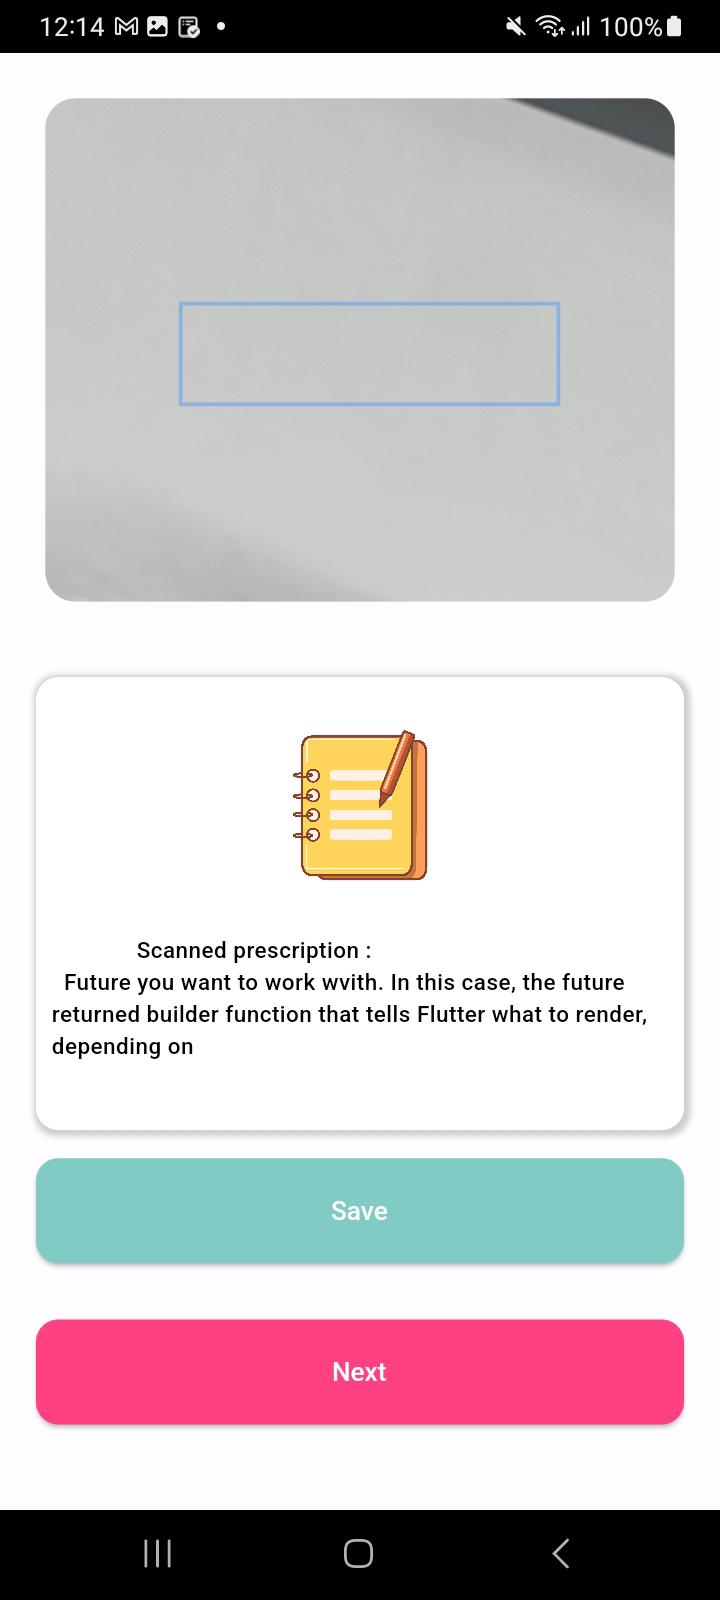 12:14
100%
Scanned prescription :
Future you want to work wvith. In this case, the future
returned builder function that tells Flutter what to render,
depending on
Save
Next